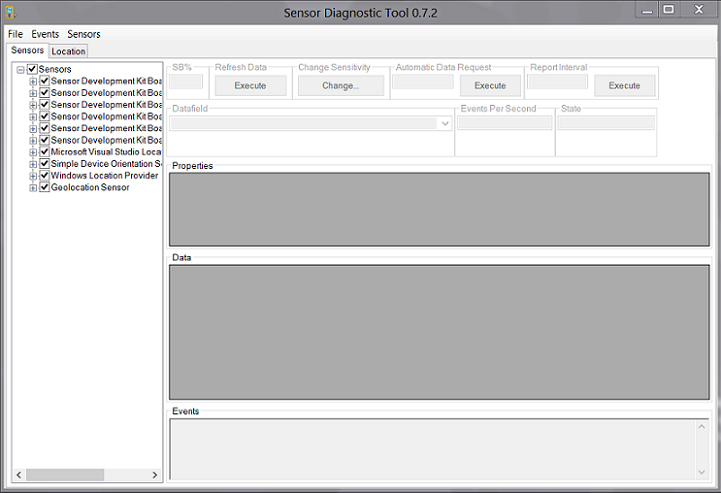 Sensor Diagnostic Tool 0.7.2
File Events Sensors
Sensors Location
Sensors
Sensor Development Kit Boa
Sensor Development Kit Boa
Sensor Development Kit Boa
Sensor Development Kit Boa
Sensor Development Kit Boa
Sensor Development Kit Boa
Microsoft Visual Studio Loca
Simple Device Orientation S
Windows Location Provider
Geolocation Sensor
SB% Refresh Data Change Sensitivity Automatic Data Request Report Interval
Execute Change... Execute Execute
Datafield Events Per Second State
Properties
Data
Events